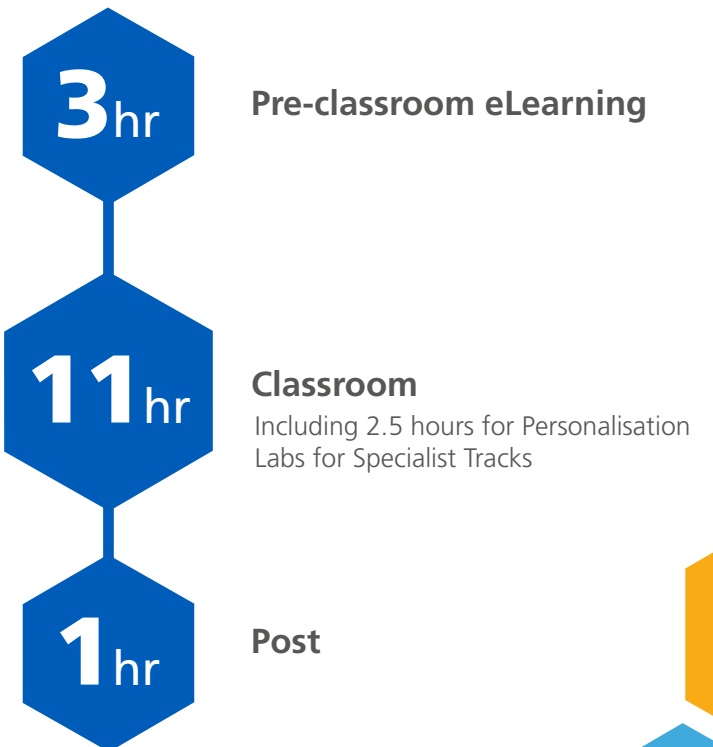 3hr
Pre-classroom eLearning
11hr
Classroom
Including 2.5 hours for Personalisation
Labs for Specialist Tracks
1hr
Post